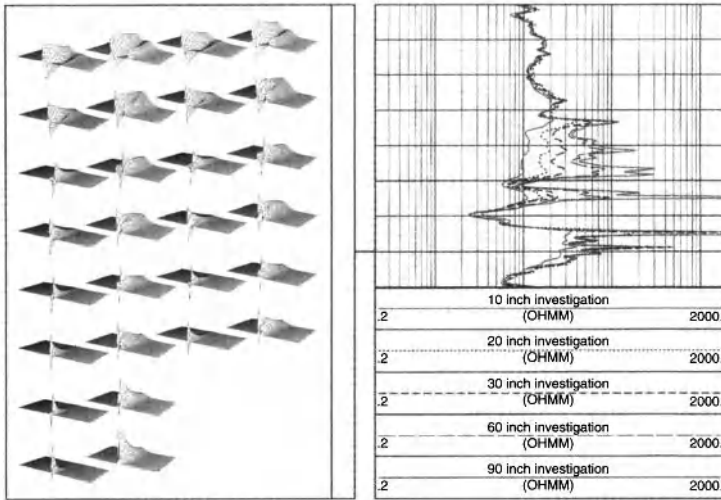 10 inch investigation
.2 (OHMM) 2000.
20 inch investigation
.2 (OHMM) 2000.
30 inch investigation
.2 (OHMM) 2000.
60 inch investigation
.2 (OHMM) 2000.
90 inch investigation
.2 (OHMM) 2000.